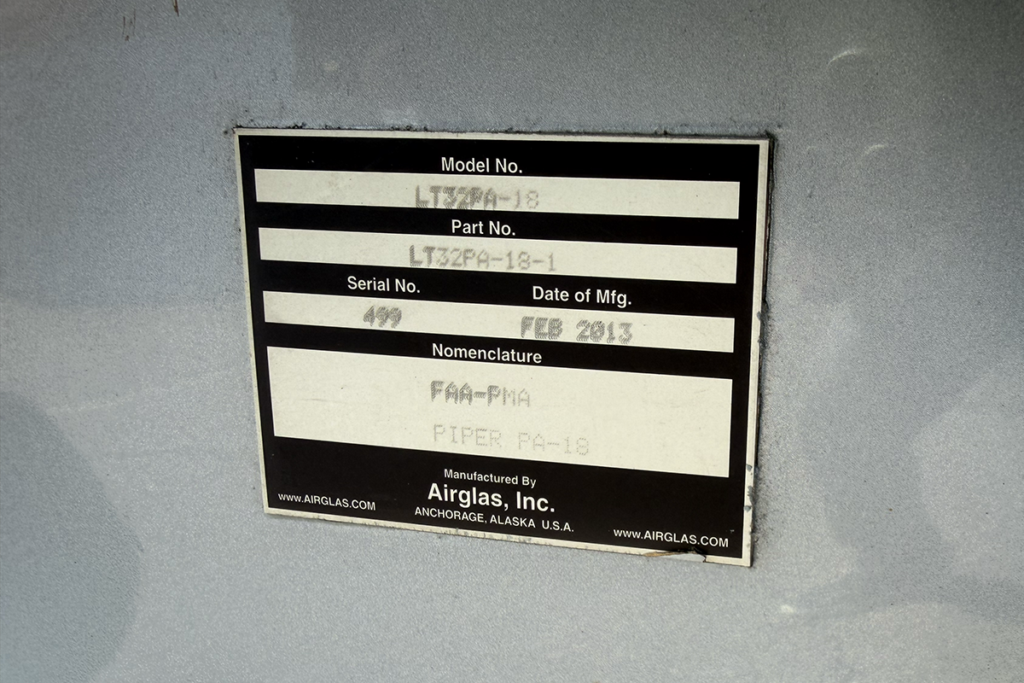 Model No.
LT32PA-18
Part No.
LT32PA-18-1
Serial No. Date of Mfg.
499 FEB 2013
Nomenclature
FAA-PMA
PIPER PA-18
Manufactured By
Airglas, Inc.
ANCHORAGE, ALASKA U.S.A.
www.AIRGLAS.COM www.AIRGLAS.COM